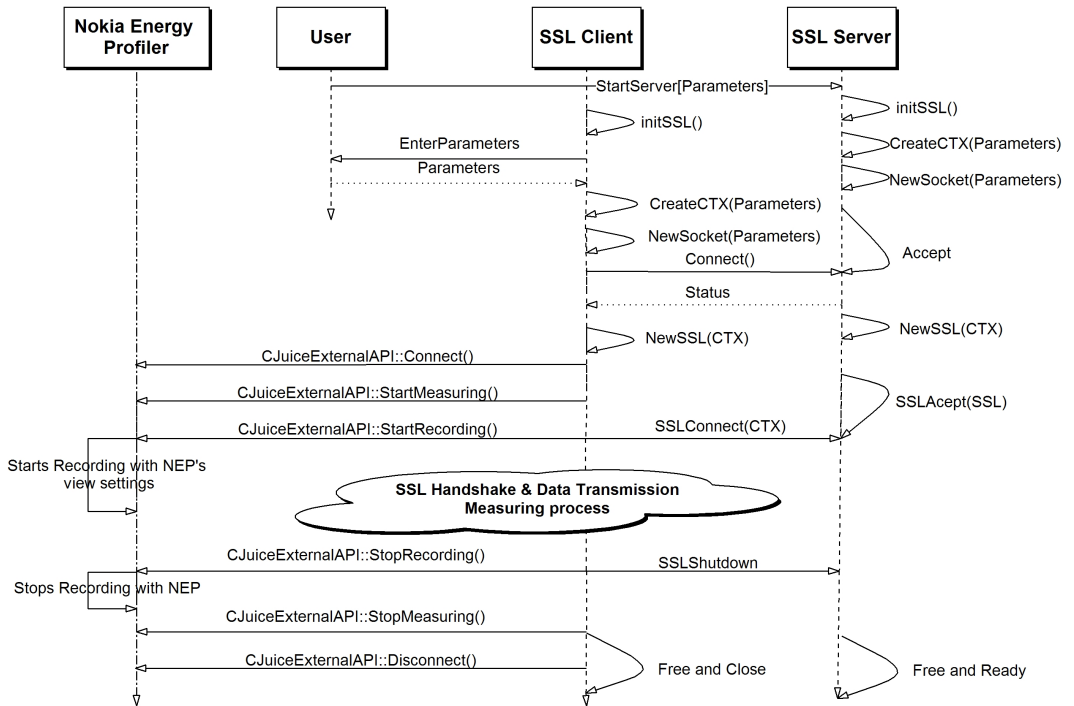 Nokia Energy
Profiler
User
SSL Client
SSL Server
StartServer[Parameters]
initSSL()
initSSL()
EnterParameters
CreateCTX(Parameters)
Parameters
NewSocket(Parameters)
CreateCTX(Parameters)
NewSocket(Parameters)
Connect()
Accept
Status
NewSSL(CTX)
NewSSL(CTX)
CJuiceExternalAPI::Connect()
CJuiceExternalAPI::StartMeasuring()
SSLAcept(SSL)
CJuiceExternalAPI::StartRecording()
SSLConnect(CTX)
Starts Recording with NEP's
view settings
SSL Handshake & Data Transmission
Measuring process
CJuiceExternalAPI::StopRecording()
SSLShutdown
Stops Recording with NEP
CJuiceExternalAPI::StopMeasuring()
CJuiceExternalAPI::Disconnect()
Free and Close
Free and Ready